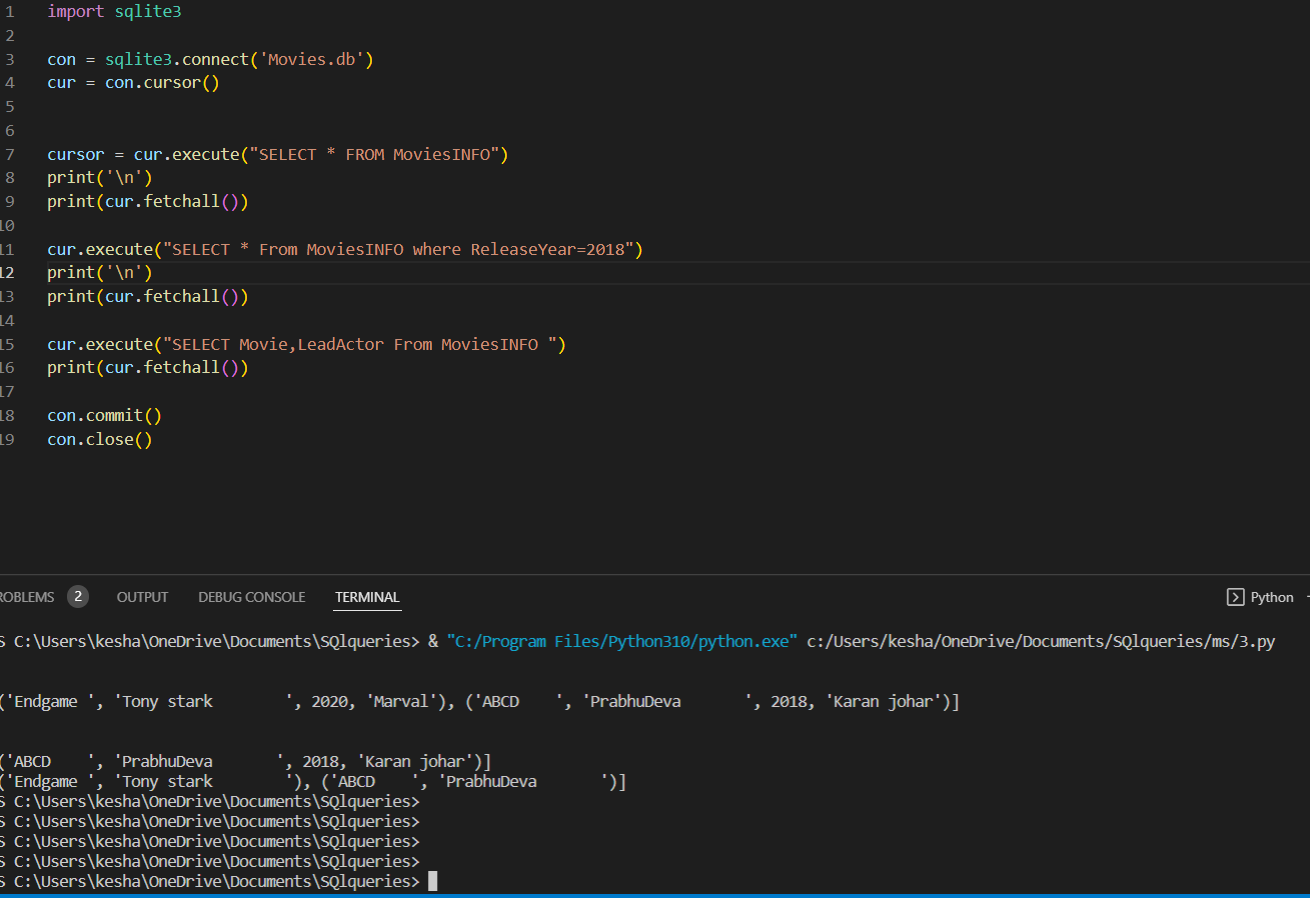 1 import sqlite3
2
3 con = sqlite3.connect('Movies.db')
4 cur = con.cursor()
5
6
7 cursor = cur.execute("SELECT * FROM MoviesINFO")
8 print('\n')
9 print(cur.fetchall())
10
11 cur.execute("SELECT * From MoviesINFO where ReleaseYear=2018")
12 print('\n')
13 print(cur.fetchall())
14
15 cur.execute("SELECT Movie,LeadActor From MoviesINFO ")
16 print(cur.fetchall())
17
18 con.commit()
19 con.close()
ROBLEMS 2 OUTPUT DEBUG CONSOLE TERMINAL Python
S C:\Users\kesha\OneDrive\Documents\SQlqueries> & "C:/Program Files/Python310/python.exe" c:/Users/kesha/OneDrive/Documents/SQlqueries/ms/3.py
('Endgame ', 'Tony stark        ', 2020, 'Marval'), ('ABCD    ', 'PrabhuDeva       ', 2018, 'Karan johar')]
('ABCD    ', 'PrabhuDeva       ', 2018, 'Karan johar')]
('Endgame ', 'Tony stark        '), ('ABCD    ', 'PrabhuDeva       ')]
S C:\Users\kesha\OneDrive\Documents\SQlqueries>
S C:\Users\kesha\OneDrive\Documents\SQlqueries>
S C:\Users\kesha\OneDrive\Documents\SQlqueries>
S C:\Users\kesha\OneDrive\Documents\SQlqueries>
S C:\Users\kesha\OneDrive\Documents\SQlqueries>